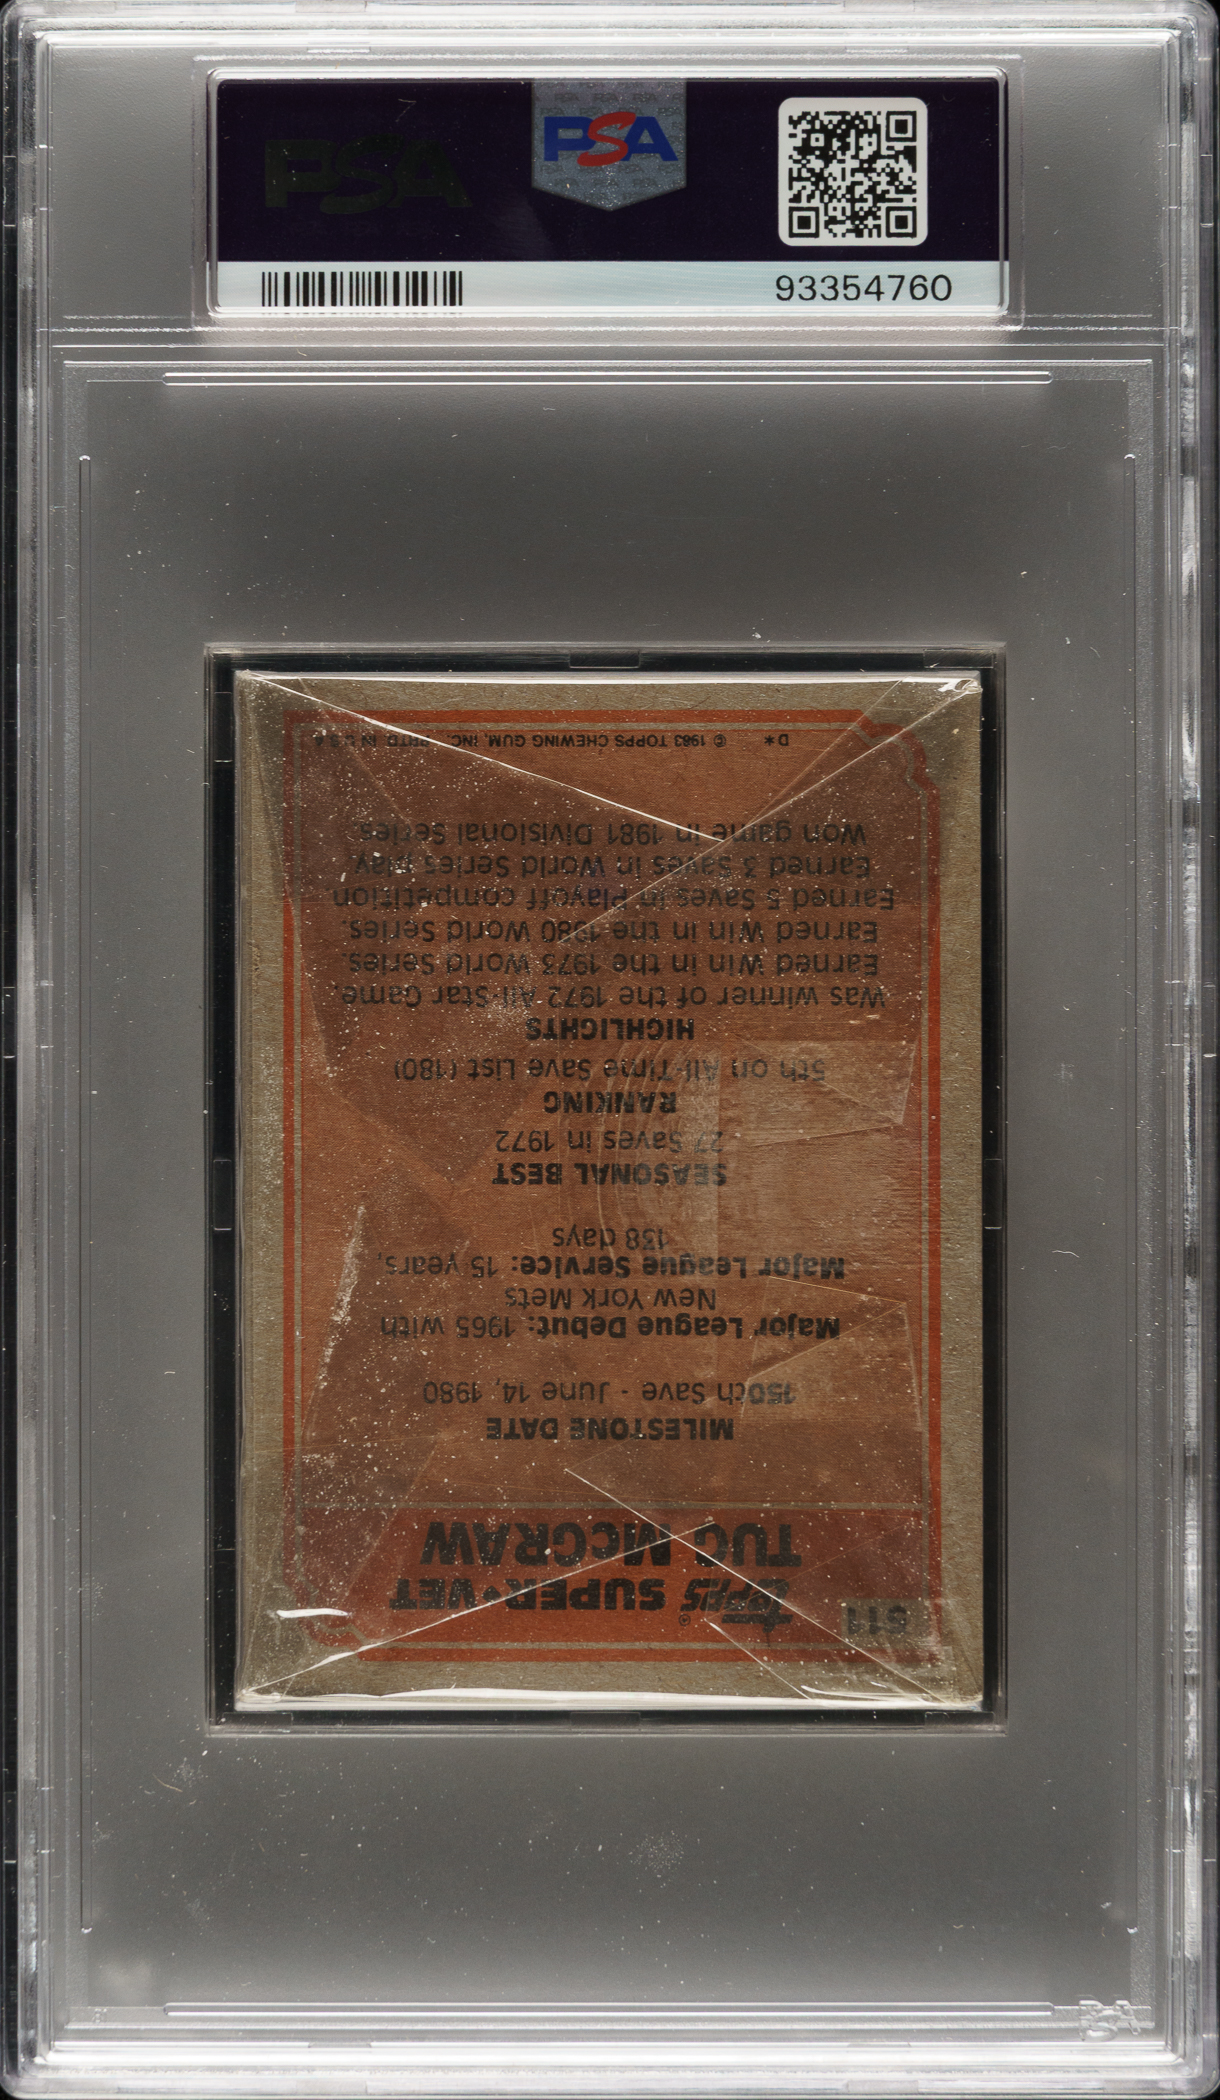 PSA
PSA
93354760
511
Topps SUPER·VET
TUG McGRAW
MILESTONE DATE
150th Save - June 14, 1980
Major League Debut: 1965 with
New York Mets
Major League Service: 15 years,
138 days
SEASONAL BEST
27 Saves in 1972
RANKING
5th on All-Time Save List (180)
HIGHLIGHTS
Was winner of the 1972 All-Star Game.
Earned Win in the 1973 World Series.
Earned Win in the 1980 World Series.
Earned 5 Saves in Playoff competition.
Earned 3 Saves in World Series play.
Won game in 1981 Divisional Series
D* © 1983 TOPPS CHEWING GUM, INC. PRTD. IN U.S.A.
PSA